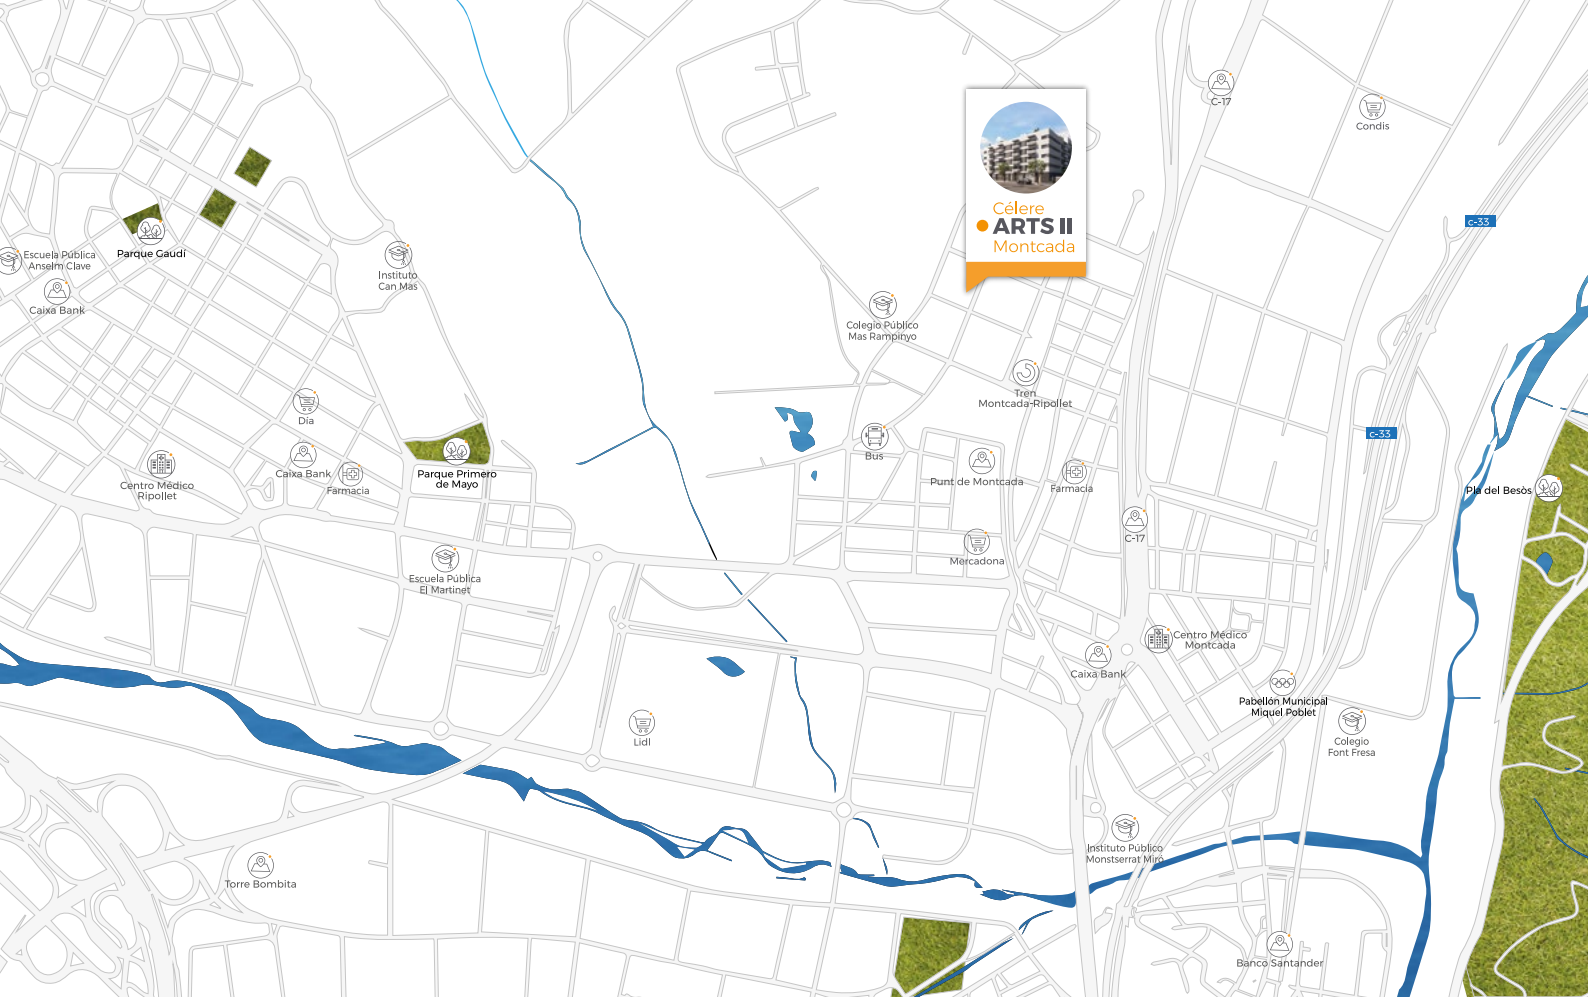 C-17
Condis
Célere
ARTS II
Montcada
c-33
Escuela Pública
Anselm Clave
Parque Gaudí
Instituto
Can Mas
Caixa Bank
Colegio Público
Mas Rampinyo
Tren
Montcada-Ripollet
Dia
c-33
Bus
Centro Médico
Ripollet
Caixa Bank
Farmacia
Parque Primero
de Mayo
Punt de Montcada
Farmacia
Pla del Besòs
C-17
Mercadona
Escuela Pública
El Martinet
Centro Médico
Montcada
Caixa Bank
Pabellón Municipal
Miquel Poblet
Lidl
Colegio
Font Fresa
Instituto Público
Monstserrat Miró
Torre Bombita
Banco Santander